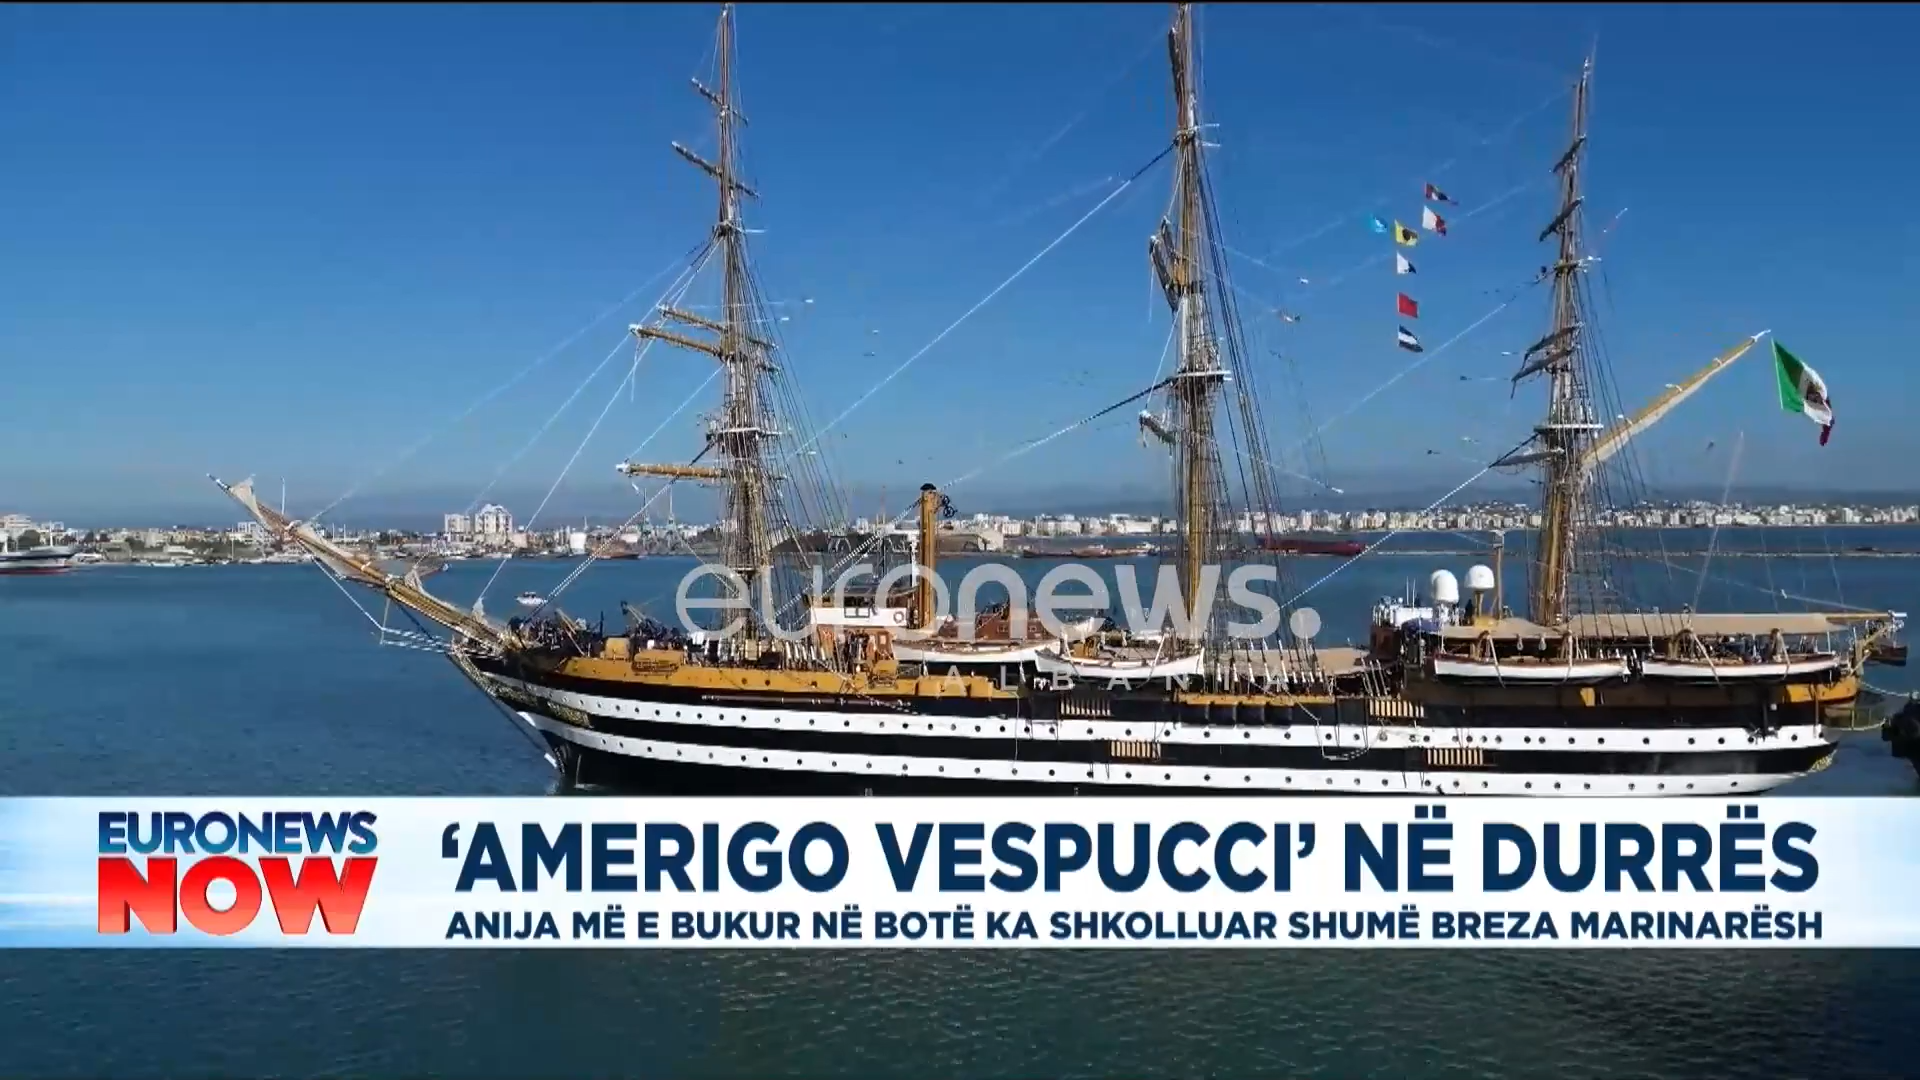 euronews.
ALBANIA
EURONEWS
NOW
‘AMERIGO VESPUCCI’ NË DURRËS
ANIJA MË E BUKUR NË BOTË KA SHKOLLUAR SHUMË BREZA MARINARËSH